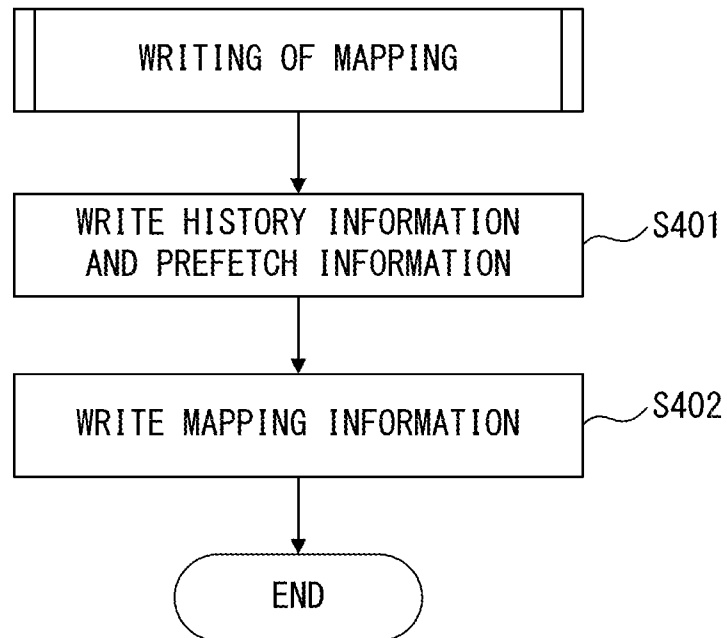 WRITING OF MAPPING
WRITE HISTORY INFORMATION
AND PREFETCH INFORMATION
S401
WRITE MAPPING INFORMATION
S402
END